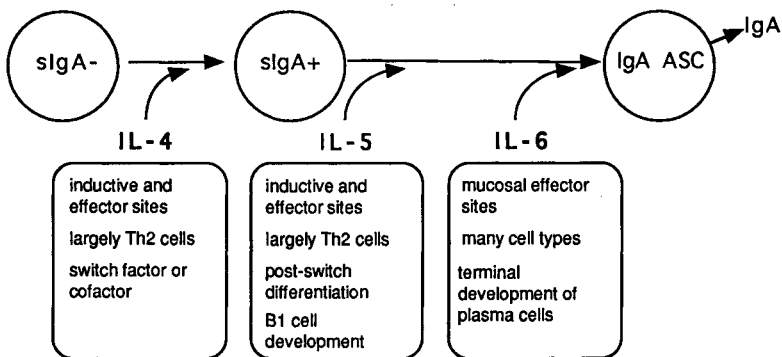 sIgA-
sIgA+
IgA ASC
IgA
IL-4
IL-5
IL-6
inductive and
effector sites
largely Th2 cells
switch factor or
cofactor
inductive and
effector sites
largely Th2 cells
post-switch
differentiation
B1 cell
development
mucosal effector
sites
many cell types
terminal
development of
plasma cells